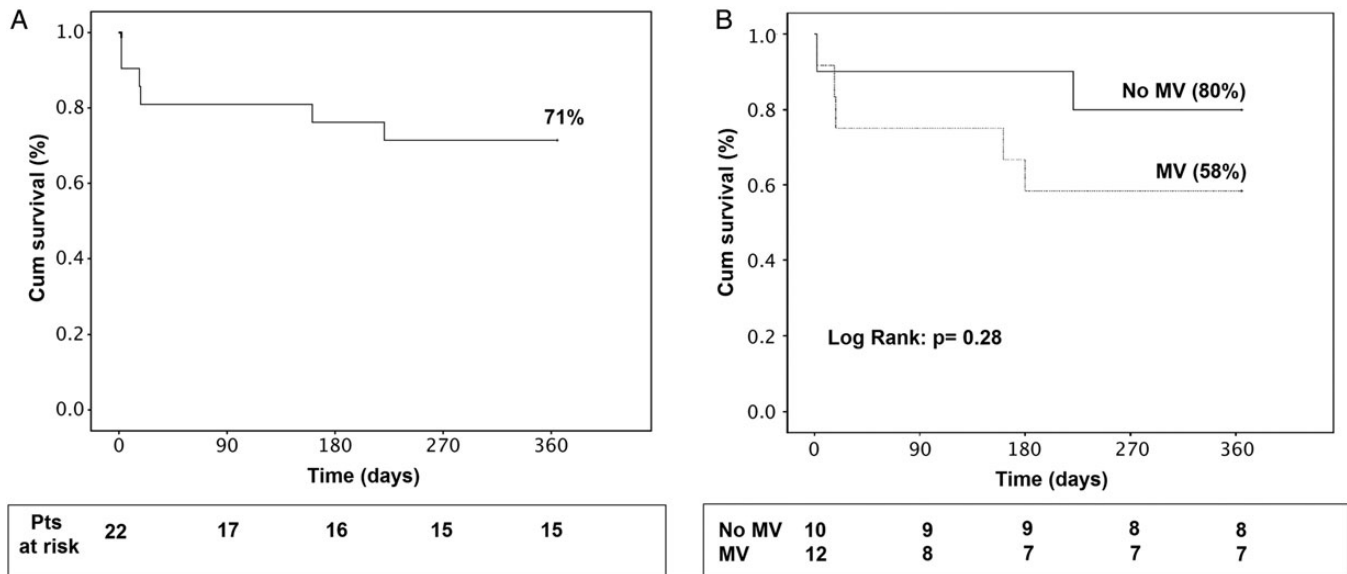 A
Cum survival (%)
1.0
0.8
0.6
0.4
0.2
0.0
71%
0 90 180 270 360
Time (days)
Pts at risk 22 17 16 15 15
B
Cum survival (%)
1.0
0.8
0.6
0.4
0.2
0.0
No MV (80%)
MV (58%)
Log Rank: p= 0.28
0 90 180 270 360
Time (days)
No MV 10 9 9 8 8
MV 12 8 7 7 7